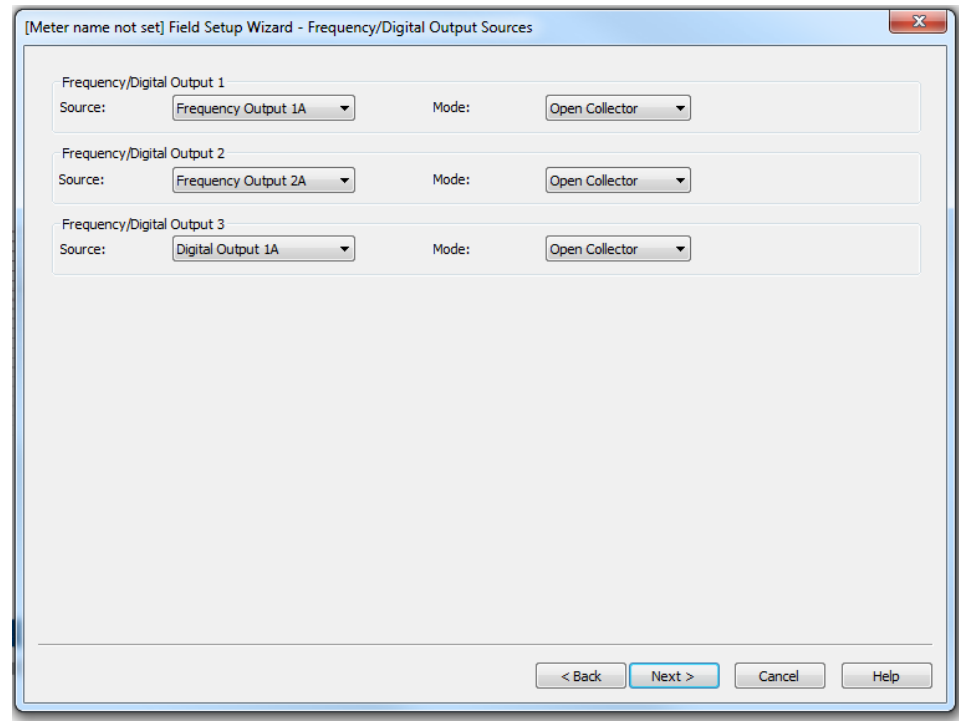 [Meter name not set] Field Setup Wizard - Frequency/Digital Output Sources
Frequency/Digital Output 1
Source: Frequency Output 1A Mode: Open Collector
Frequency/Digital Output 2
Source: Frequency Output 2A Mode: Open Collector
Frequency/Digital Output 3
Source: Digital Output 1A Mode: Open Collector
< Back Next > Cancel Help